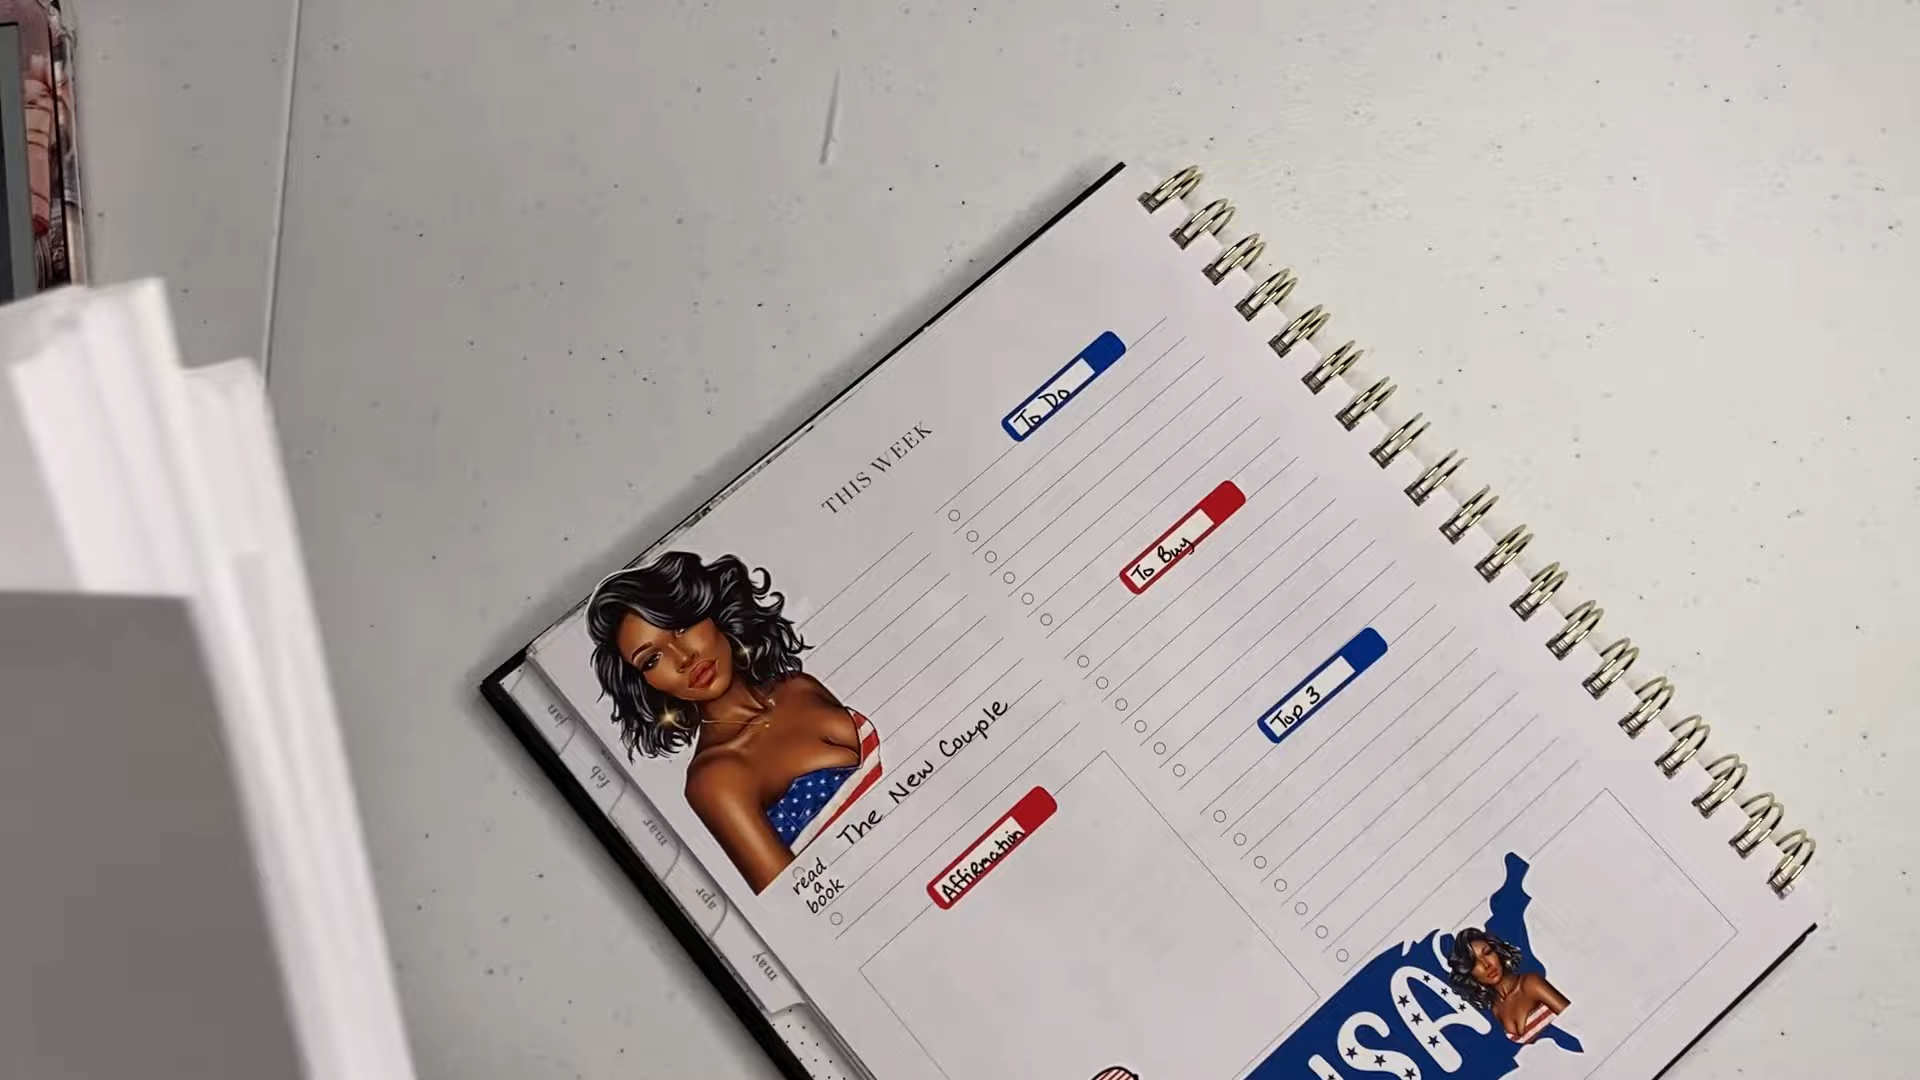 THIS WEEK
To Do
To Buy
Top 3
The New Couple
read
a
book
Affirmation
jan
feb
mar
apr
may
USA